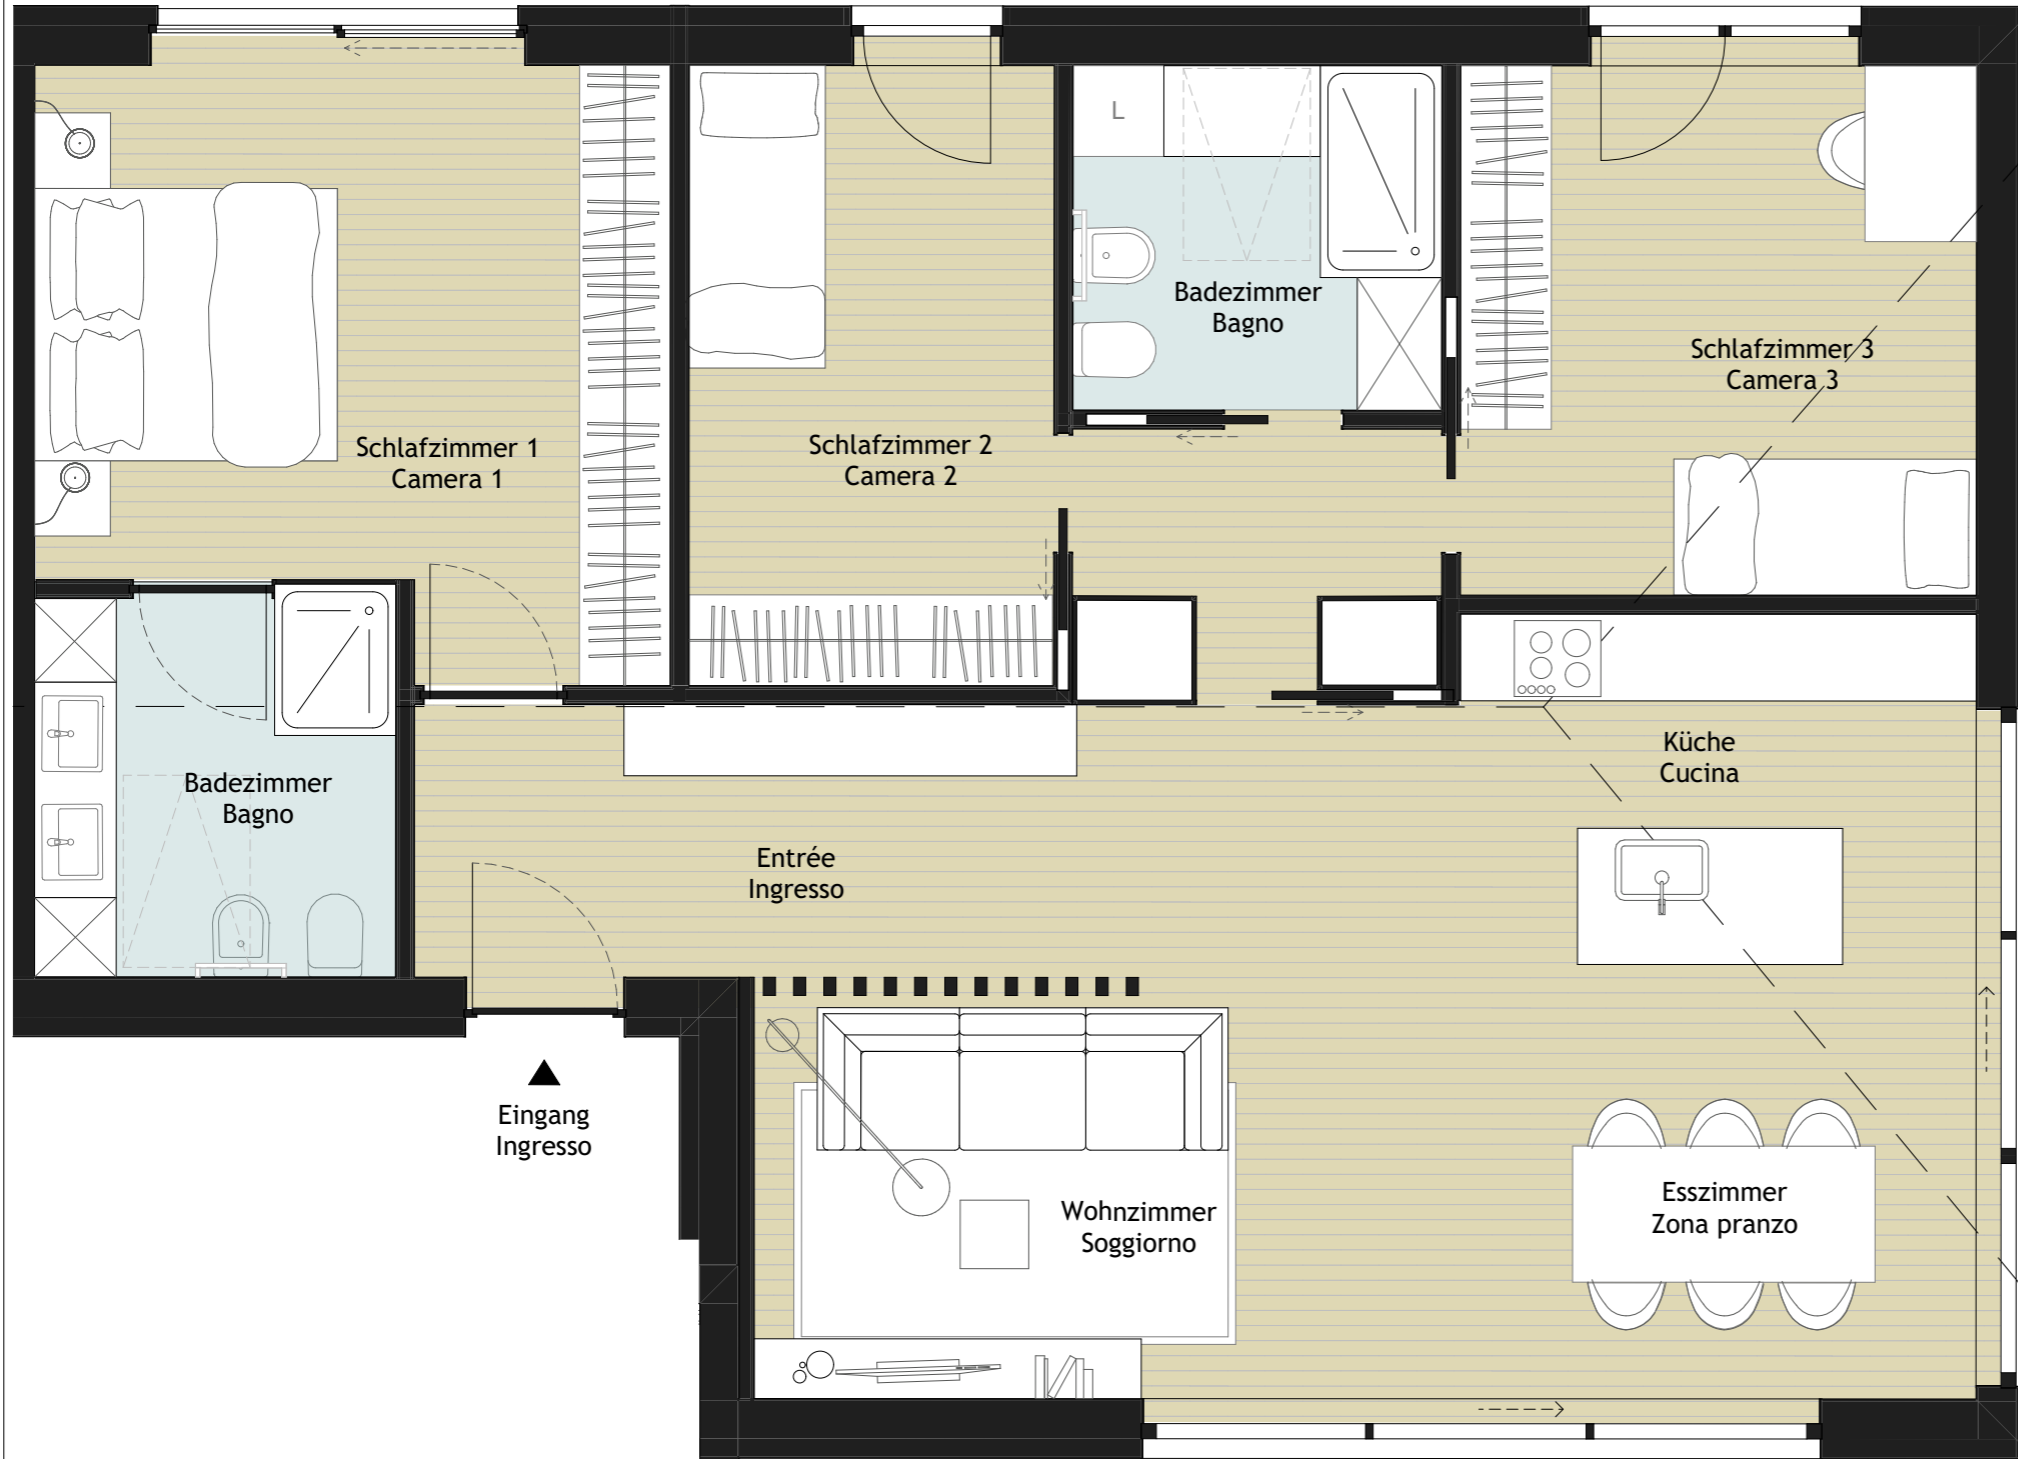 L
Badezimmer
Bagno
Schlafzimmer 3
Camera 3
Schlafzimmer 1
Camera 1
Schlafzimmer 2
Camera 2
Küche
Cucina
Badezimmer
Bagno
Entrée
Ingresso
Eingang
Ingresso
Wohnzimmer
Soggiorno
Esszimmer
Zona pranzo